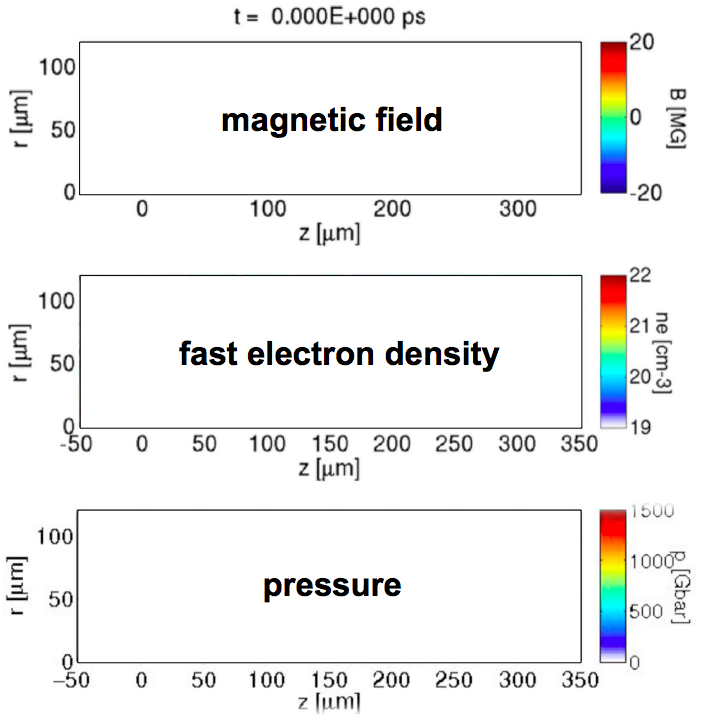 t = 0.000E+000 ps
100
50
0
r [μm]
magnetic field
0 100 200 300
z [μm]
20
0
-20
B [MG]
100
50
0
r [μm]
fast electron density
-50 0 50 100 150 200 250 300 350
z [μm]
22
21
20
19
ne [cm-3]
100
50
0
r [μm]
pressure
−50 0 50 100 150 200 250 300 350
z [μm]
1500
1000
500
0
p [Gbar]